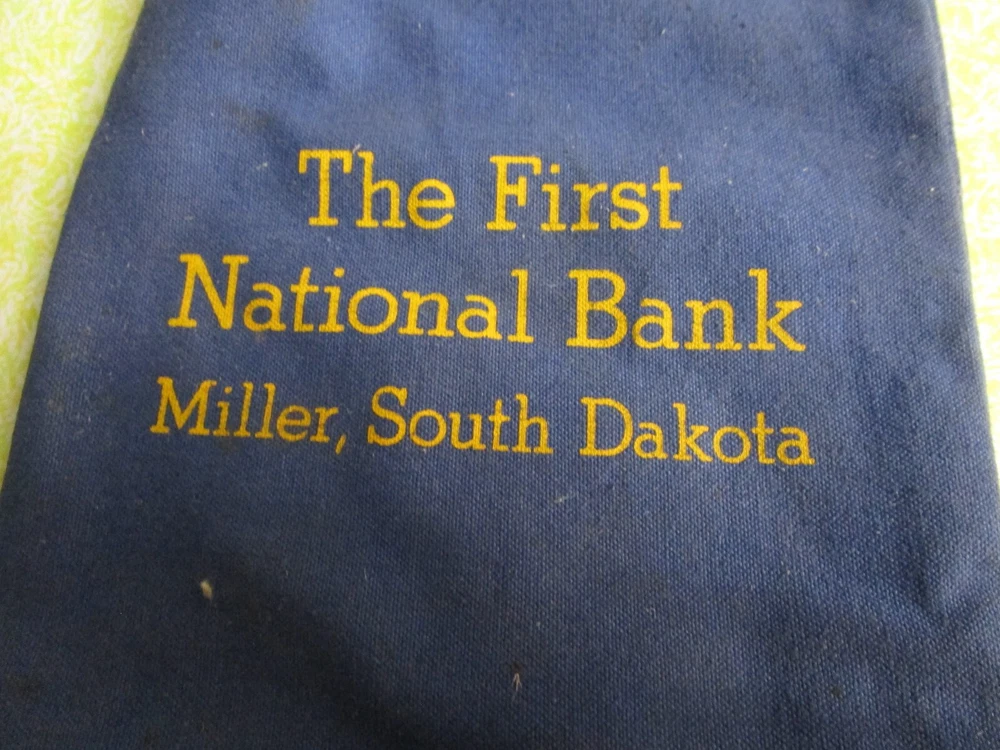 The First
National Bank
Miller, South Dakota